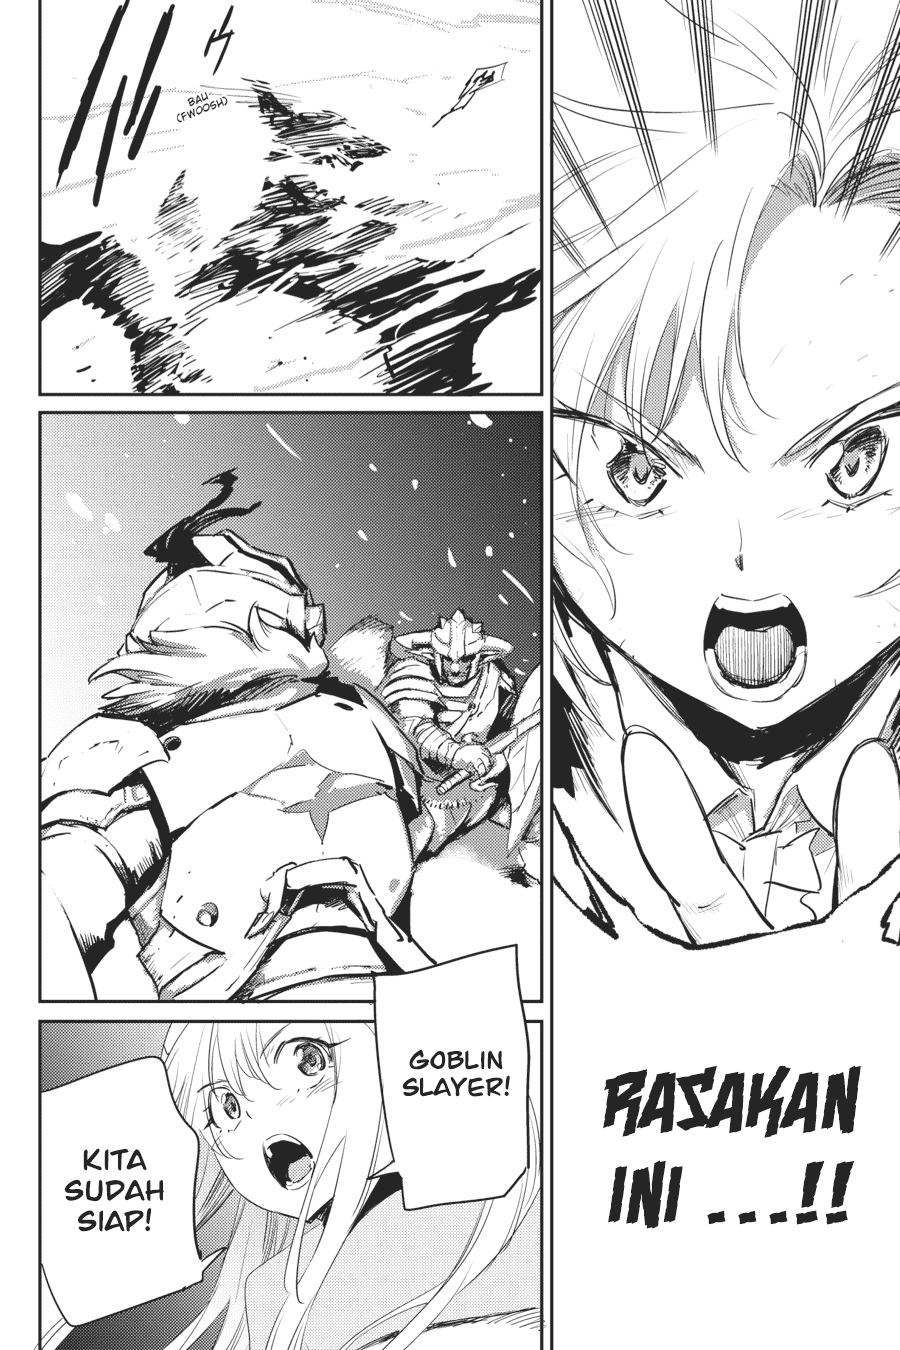 RASAKAN
INI ...!!
BAU
(FWOOSH)
GOBLIN
SLAYER!
KITA
SUDAH
SIAP!